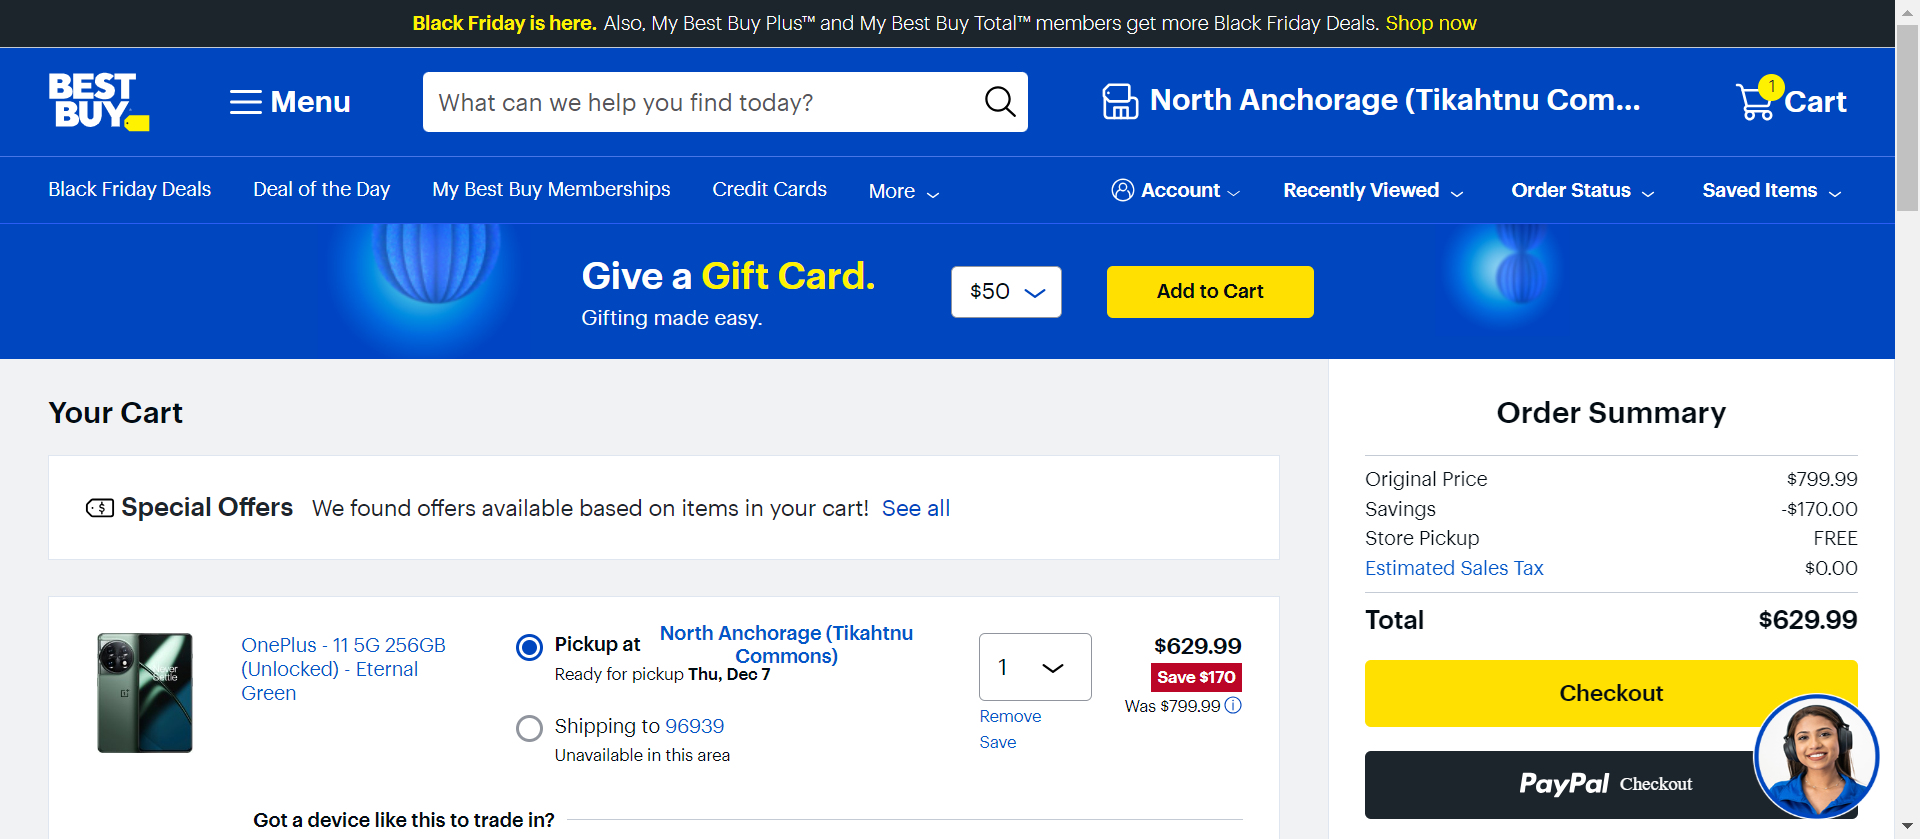 Black Friday is here. Also, My Best Buy Plus™ and My Best Buy Total™ members get more Black Friday Deals. Shop now
BEST BUY
Menu
What can we help you find today?
North Anchorage (Tikahtnu Com...
1
Cart
Black Friday Deals
Deal of the Day
My Best Buy Memberships
Credit Cards
More
Account
Recently Viewed
Order Status
Saved Items
Give a Gift Card.
Gifting made easy.
$50
Add to Cart
Your Cart
Special Offers We found offers available based on items in your cart! See all
Never
Settle
OnePlus - 11 5G 256GB
(Unlocked) - Eternal
Green
Pickup at North Anchorage (Tikahtnu
Commons)
Ready for pickup Thu, Dec 7
Shipping to 96939
Unavailable in this area
1
Remove
Save
$629.99
Save $170
Was $799.99
Got a device like this to trade in?
Order Summary
Original Price $799.99
Savings -$170.00
Store Pickup FREE
Estimated Sales Tax $0.00
Total $629.99
Checkout
PayPal Checkout